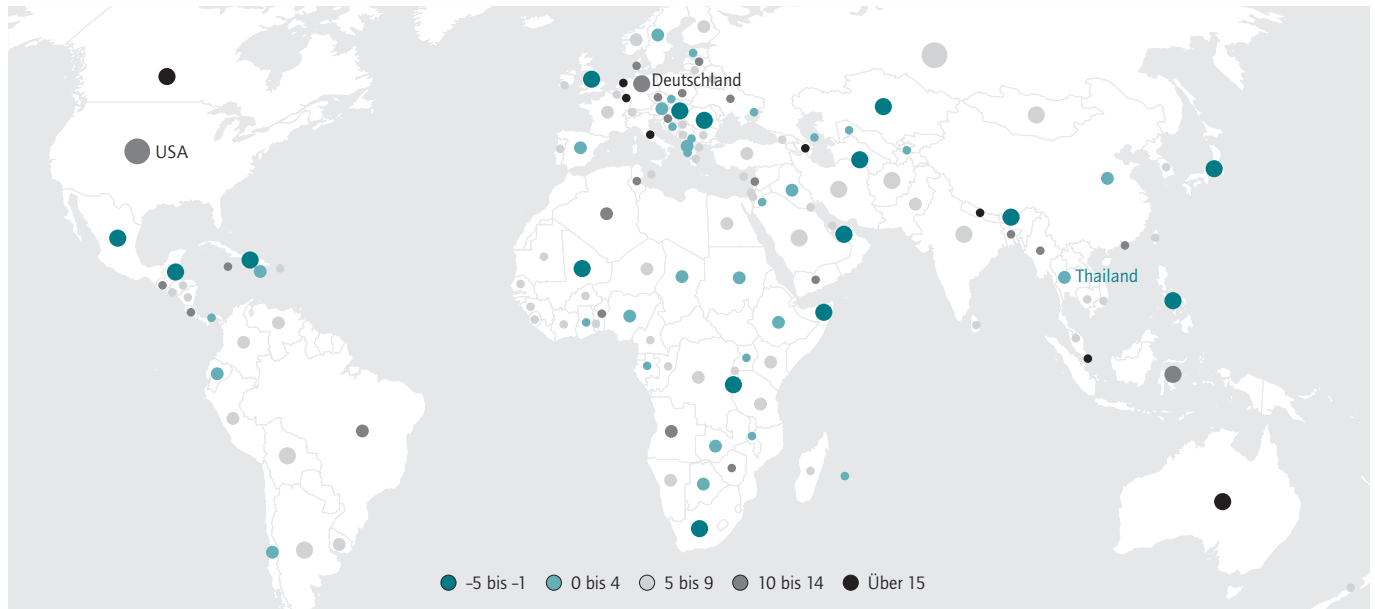 Deutschland
USA
Thailand
–5 bis –1
0 bis 4
5 bis 9
10 bis 14
Über 15